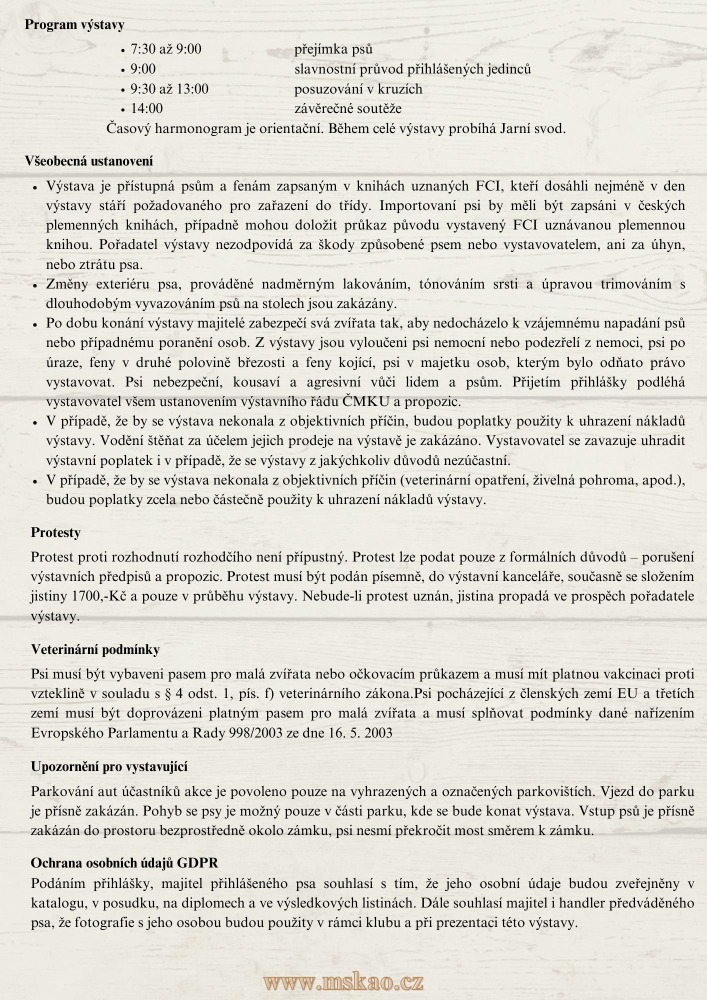 Program výstavy
• 7:30 až 9:00 přejímka psů
• 9:00 slavnostní průvod přihlášených jedinců
• 9:30 až 13:00 posuzování v kruzích
• 14:00 závěrečné soutěže
Časový harmonogram je orientační. Během celé výstavy probíhá Jarní svod.
Všeobecná ustanovení
• Výstava je přístupná psům a fenám zapsaným v knihách uznaných FCI, kteří dosáhli nejméně v den
výstavy stáří požadovaného pro zařazení do třídy. Importovaní psi by měli být zapsáni v českých
plemenných knihách, případně mohou doložit průkaz původu vystavený FCI uznávanou plemennou
knihou. Pořadatel výstavy nezodpovídá za škody způsobené psem nebo vystavovatelem, ani za úhyn,
nebo ztrátu psa.
• Změny exteriéru psa, prováděné nadměrným lakováním, tónováním srsti a úpravou trimováním s
dlouhodobým vyvazováním psů na stolech jsou zakázány.
• Po dobu konání výstavy majitelé zabezpečí svá zvířata tak, aby nedocházelo k vzájemnému napadání psů
nebo případnému poranění osob. Z výstavy jsou vyloučeni psi nemocní nebo podezřelí z nemoci, psi po
úraze, feny v druhé polovině březosti a feny kojící, psi v majetku osob, kterým bylo odňato právo
vystavovat. Psi nebezpeční, kousaví a agresivní vůči lidem a psům. Přijetím přihlášky podléhá
vystavovatel všem ustanovením výstavního řádu ČMKU a propozic.
• V případě, že by se výstava nekonala z objektivních příčin, budou poplatky použity k uhrazení nákladů
výstavy. Vodění štěňat za účelem jejich prodeje na výstavě je zakázáno. Vystavovatel se zavazuje uhradit
výstavní poplatek i v případě, že se výstavy z jakýchkoliv důvodů nezúčastní.
• V případě, že by se výstava nekonala z objektivních příčin (veterinární opatření, živelná pohroma, apod.),
budou poplatky zcela nebo částečně použity k uhrazení nákladů výstavy.
Protesty
Protest proti rozhodnutí rozhodčího není přípustný. Protest lze podat pouze z formálních důvodů – porušení
výstavních předpisů a propozic. Protest musí být podán písemně, do výstavní kanceláře, současně se složením
jistiny 1700,-Kč a pouze v průběhu výstavy. Nebude-li protest uznán, jistina propadá ve prospěch pořadatele
výstavy.
Veterinární podmínky
Psi musí být vybaveni pasem pro malá zvířata nebo očkovacím průkazem a musí mít platnou vakcinaci proti
vzteklině v souladu s § 4 odst. 1, pís. f) veterinárního zákona.Psi pocházející z členských zemí EU a třetích
zemí musí být doprovázeni platným pasem pro malá zvířata a musí splňovat podmínky dané nařízením
Evropského Parlamentu a Rady 998/2003 ze dne 16. 5. 2003
Upozornění pro vystavující
Parkování aut účastníků akce je povoleno pouze na vyhrazených a označených parkovištích. Vjezd do parku
je přísně zakázán. Pohyb se psy je možný pouze v části parku, kde se bude konat výstava. Vstup psů je přísně
zakázán do prostoru bezprostředně okolo zámku, psi nesmí překročit most směrem k zámku.
Ochrana osobních údajů GDPR
Podáním přihlášky, majitel přihlášeného psa souhlasí s tím, že jeho osobní údaje budou zveřejněny v
katalogu, v posudku, na diplomech a ve výsledkových listinách. Dále souhlasí majitel i handler předváděného
psa, že fotografie s jeho osobou budou použity v rámci klubu a při prezentaci této výstavy.
www.mskao.cz